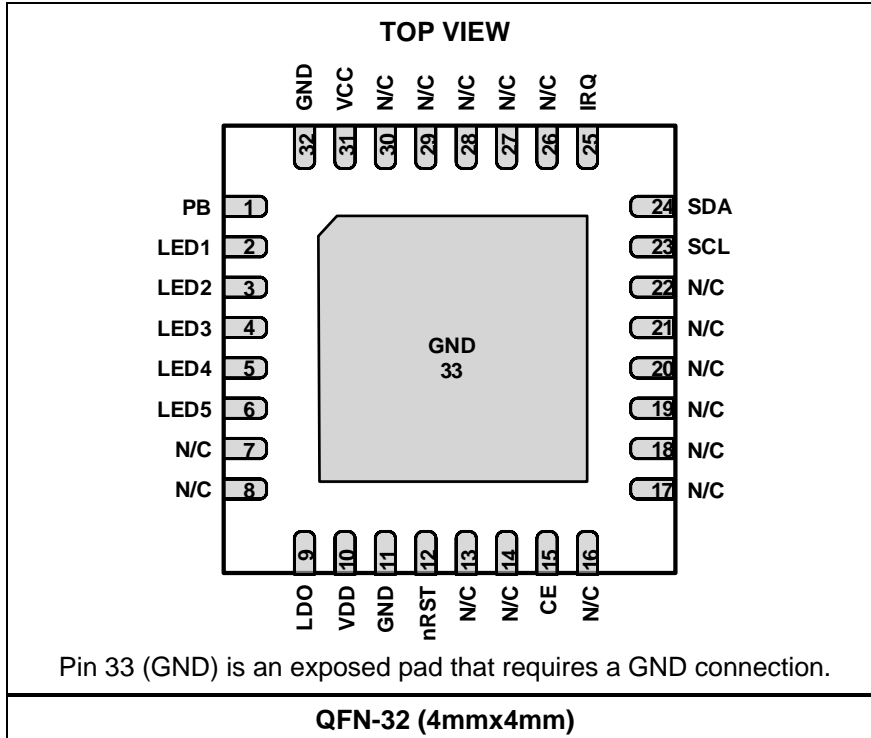 TOP VIEW
GND VCC N/C N/C N/C N/C N/C IRQ
32 31 30 29 28 27 26 25
PB 1 24 SDA
LED1 2 23 SCL
LED2 3 22 N/C
LED3 4 21 N/C
GND
LED4 5 20 N/C
33
LED5 6 19 N/C
N/C 7 18 N/C
N/C 8 17 N/C
9 10 11 12 13 14 15 16
LDO VDD GND nRST N/C N/C CE N/C
Pin 33 (GND) is an exposed pad that requires a GND connection.
QFN-32 (4mmx4mm)